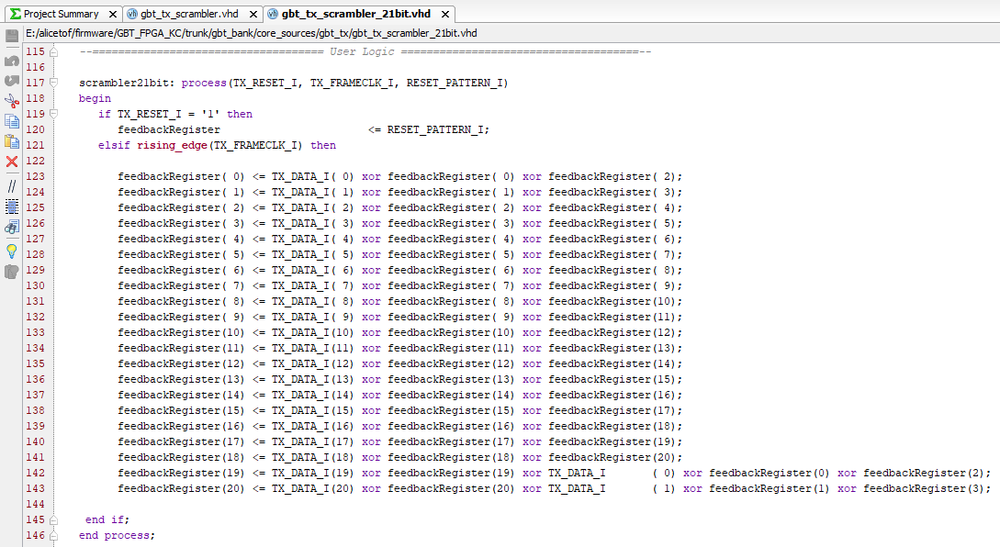 Project Summary × gbt_tx_scrambler.vhd × gbt_tx_scrambler_21bit.vhd ×
E:/alicetof/firmware/GBT_FPGA_KC/trunk/gbt_bank/core_sources/gbt_tx/gbt_tx_scrambler_21bit.vhd
115 --==================================== User Logic =====================================--
116
117 scrambler21bit: process(TX_RESET_I, TX_FRAMECLK_I, RESET_PATTERN_I)
118 begin
119 if TX_RESET_I = '1' then
120 feedbackRegister <= RESET_PATTERN_I;
121 elsif rising_edge(TX_FRAMECLK_I) then
122
123 feedbackRegister( 0) <= TX_DATA_I( 0) xor feedbackRegister( 0) xor feedbackRegister( 2);
124 feedbackRegister( 1) <= TX_DATA_I( 1) xor feedbackRegister( 1) xor feedbackRegister( 3);
125 feedbackRegister( 2) <= TX_DATA_I( 2) xor feedbackRegister( 2) xor feedbackRegister( 4);
126 feedbackRegister( 3) <= TX_DATA_I( 3) xor feedbackRegister( 3) xor feedbackRegister( 5);
127 feedbackRegister( 4) <= TX_DATA_I( 4) xor feedbackRegister( 4) xor feedbackRegister( 6);
128 feedbackRegister( 5) <= TX_DATA_I( 5) xor feedbackRegister( 5) xor feedbackRegister( 7);
129 feedbackRegister( 6) <= TX_DATA_I( 6) xor feedbackRegister( 6) xor feedbackRegister( 8);
130 feedbackRegister( 7) <= TX_DATA_I( 7) xor feedbackRegister( 7) xor feedbackRegister( 9);
131 feedbackRegister( 8) <= TX_DATA_I( 8) xor feedbackRegister( 8) xor feedbackRegister(10);
132 feedbackRegister( 9) <= TX_DATA_I( 9) xor feedbackRegister( 9) xor feedbackRegister(11);
133 feedbackRegister(10) <= TX_DATA_I(10) xor feedbackRegister(10) xor feedbackRegister(12);
134 feedbackRegister(11) <= TX_DATA_I(11) xor feedbackRegister(11) xor feedbackRegister(13);
135 feedbackRegister(12) <= TX_DATA_I(12) xor feedbackRegister(12) xor feedbackRegister(14);
136 feedbackRegister(13) <= TX_DATA_I(13) xor feedbackRegister(13) xor feedbackRegister(15);
137 feedbackRegister(14) <= TX_DATA_I(14) xor feedbackRegister(14) xor feedbackRegister(16);
138 feedbackRegister(15) <= TX_DATA_I(15) xor feedbackRegister(15) xor feedbackRegister(17);
139 feedbackRegister(16) <= TX_DATA_I(16) xor feedbackRegister(16) xor feedbackRegister(18);
140 feedbackRegister(17) <= TX_DATA_I(17) xor feedbackRegister(17) xor feedbackRegister(19);
141 feedbackRegister(18) <= TX_DATA_I(18) xor feedbackRegister(18) xor feedbackRegister(20);
142 feedbackRegister(19) <= TX_DATA_I(19) xor feedbackRegister(19) xor TX_DATA_I ( 0) xor feedbackRegister(0) xor feedbackRegister(2);
143 feedbackRegister(20) <= TX_DATA_I(20) xor feedbackRegister(20) xor TX_DATA_I ( 1) xor feedbackRegister(1) xor feedbackRegister(3);
144
145 end if;
146 end process;